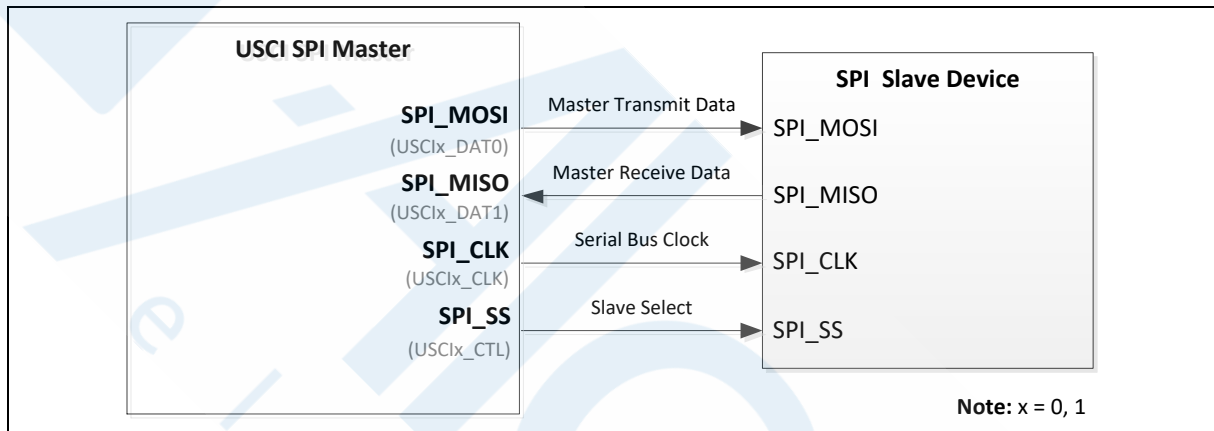 USCI SPI Master
SPI Slave Device
SPI_MOSI
(USCIx_DAT0)
Master Transmit Data
SPI_MOSI
SPI_MISO
(USCIx_DAT1)
Master Receive Data
SPI_MISO
SPI_CLK
(USCIx_CLK)
Serial Bus Clock
SPI_CLK
SPI_SS
(USCIx_CTL)
Slave Select
SPI_SS
Note: x = 0, 1